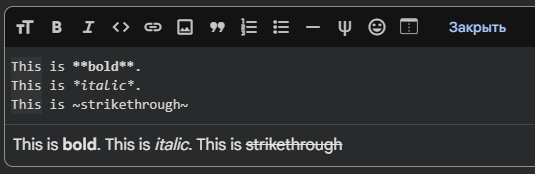 Закрыть
This is **bold**.
This is *italic*.
This is ~strikethrough~
This is bold. This is italic. This is strikethrough